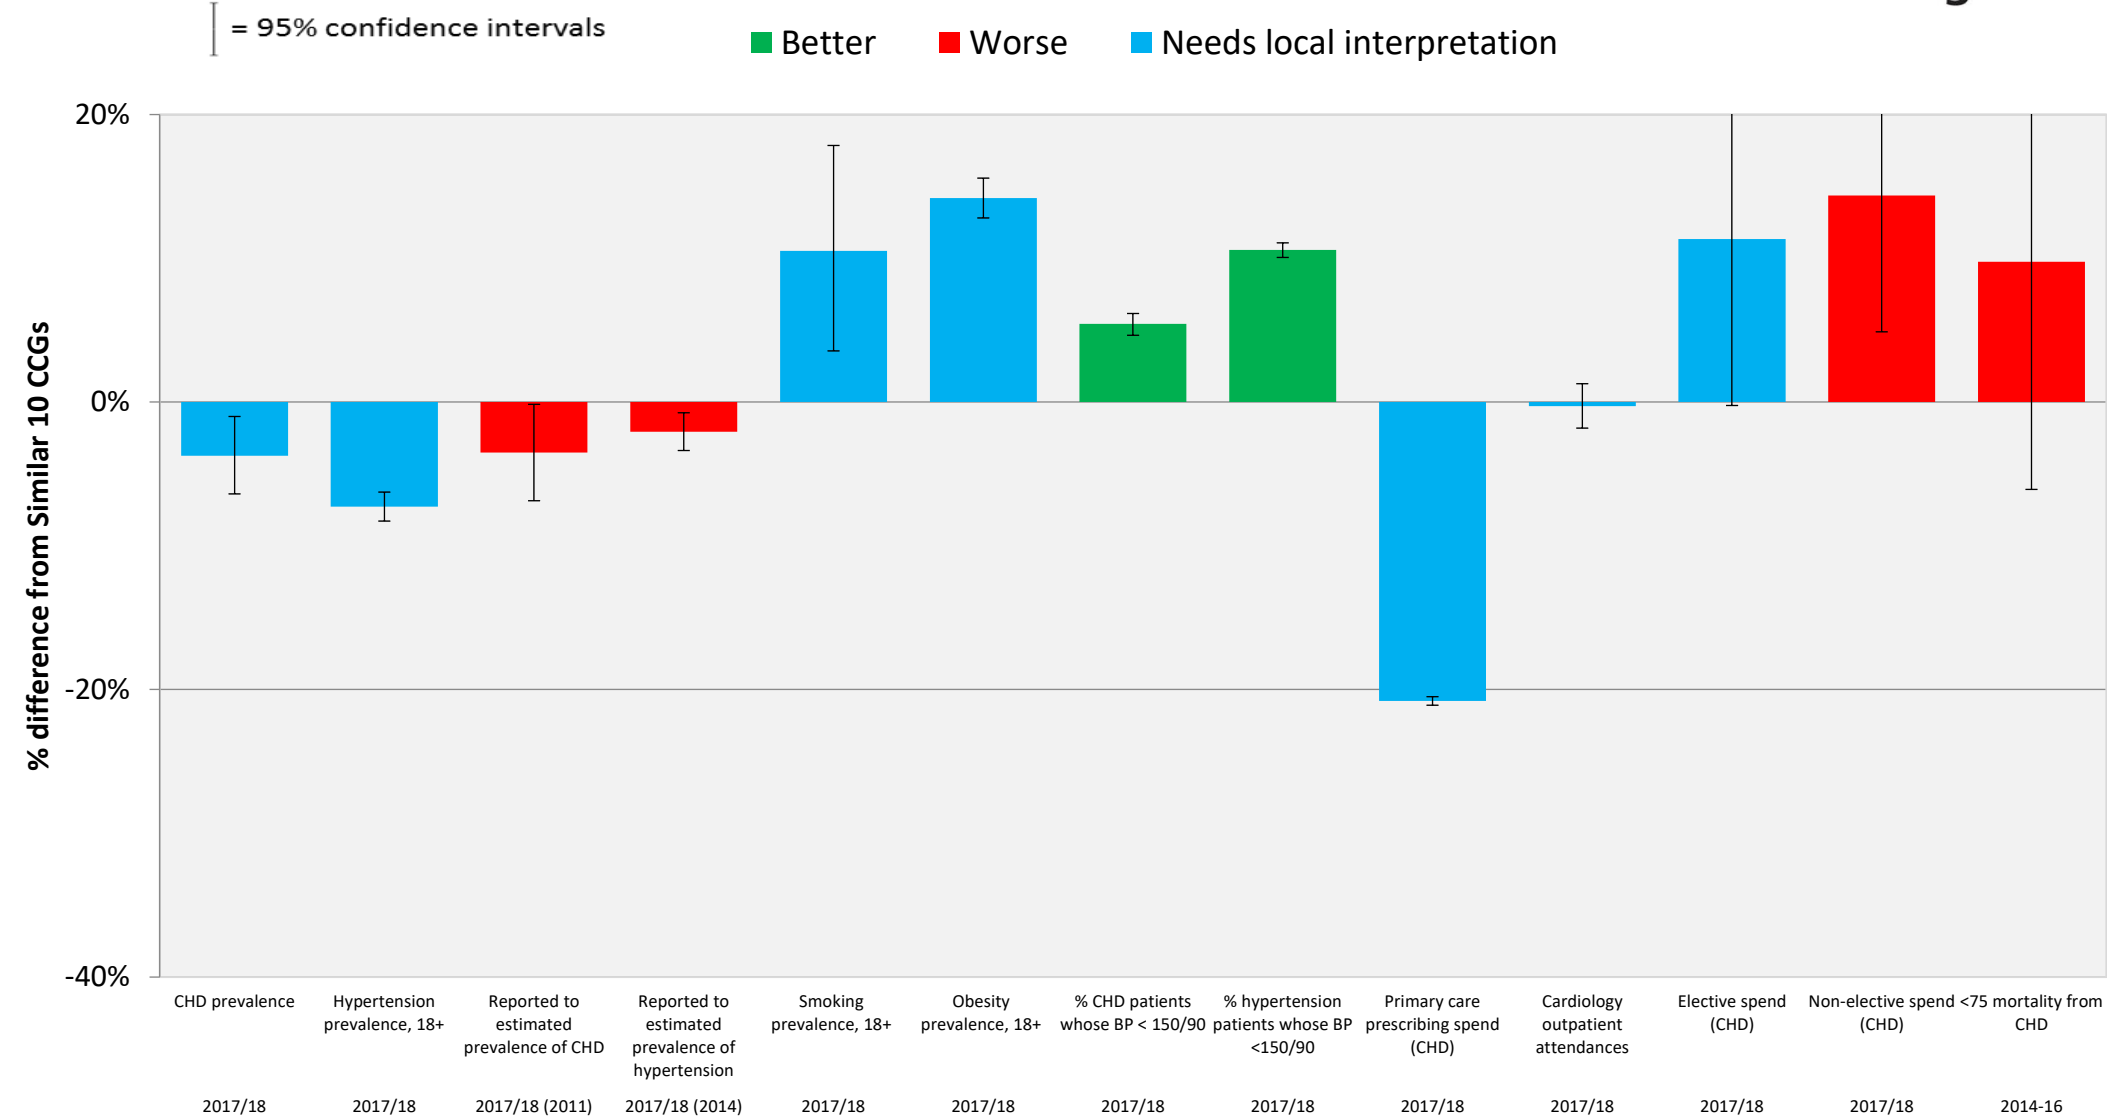 = 95% confidence intervals
Better
Worse
Needs local interpretation
20%
0%
-20%
-40%
% difference from Similar 10 CCGs
CHD prevalence
2017/18
Hypertension
prevalence, 18+
2017/18
Reported to
estimated
prevalence of CHD
2017/18 (2011)
Reported to
estimated
prevalence of
hypertension
2017/18 (2014)
Smoking
prevalence, 18+
2017/18
Obesity
prevalence, 18+
2017/18
% CHD patients
whose BP < 150/90
2017/18
% hypertension
patients whose BP
<150/90
2017/18
Primary care
prescribing spend
(CHD)
2017/18
Cardiology
outpatient
attendances
2017/18
Elective spend
(CHD)
2017/18
Non-elective spend
(CHD)
2017/18
<75 mortality from
CHD
2014-16